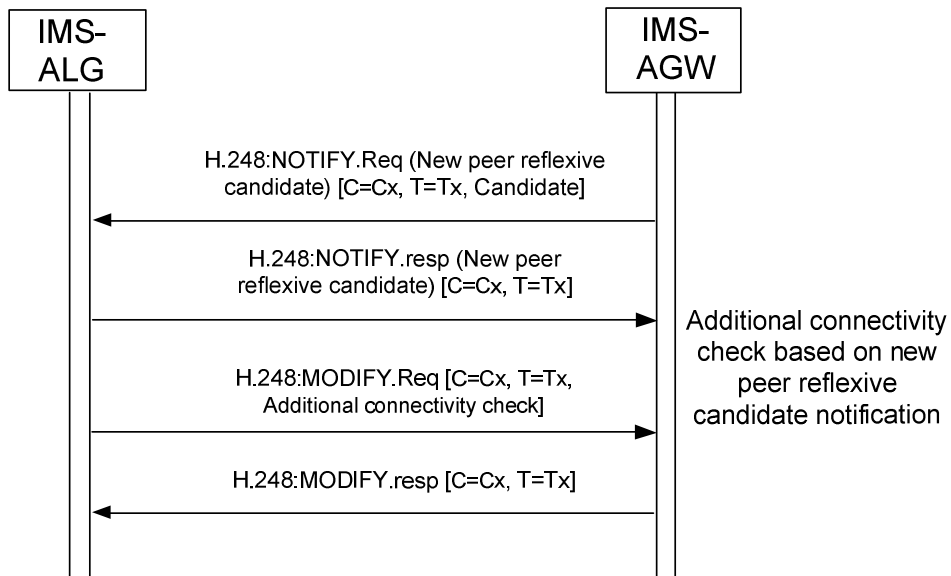 IMS-
ALG
IMS-
AGW
H.248:NOTIFY.Req (New peer reflexive
candidate) [C=Cx, T=Tx, Candidate]
H.248:NOTIFY.resp (New peer
reflexive candidate) [C=Cx, T=Tx]
Additional connectivity
check based on new
peer reflexive
candidate notification
H.248:MODIFY.Req [C=Cx, T=Tx,
Additional connectivity check]
H.248:MODIFY.resp [C=Cx, T=Tx]